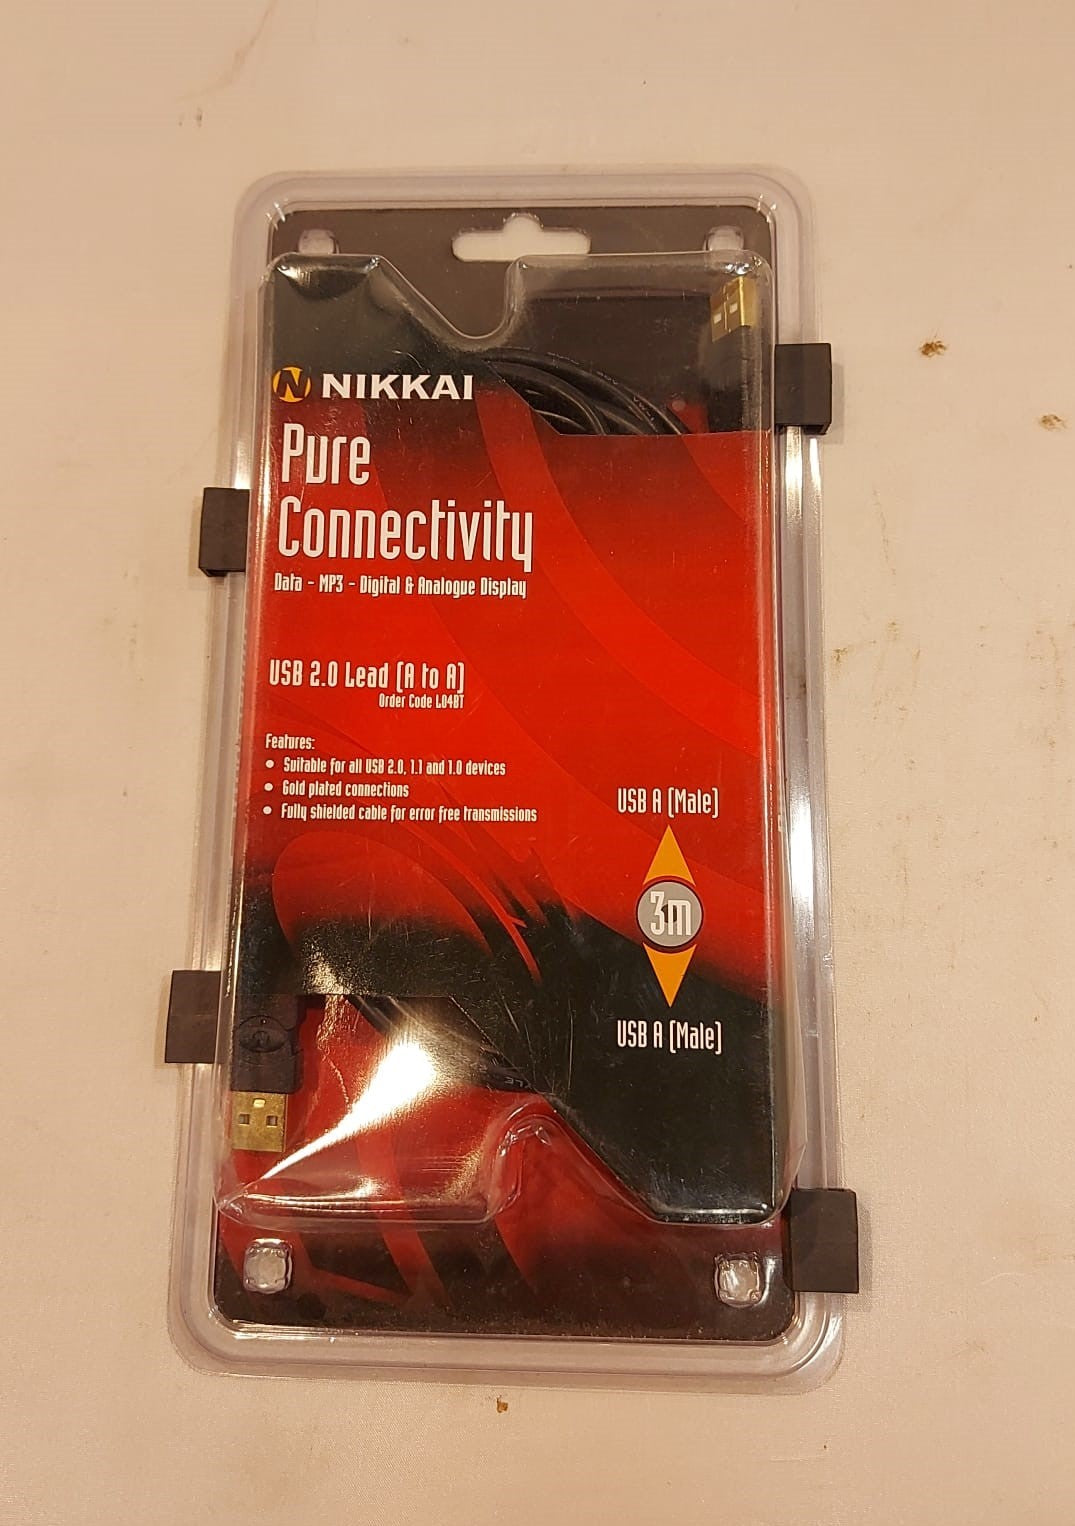 NIKKAI
Pure
Connectivity
Data - MP3 - Digital & Analogue Display
USB 2.0 Lead (A to A)
Order Code L04BT
Features:
• Suitable for all USB 2.0, 1.1 and 1.0 devices
• Gold plated connections
• Fully shielded cable for error free transmissions
USB A (Male)
3m
USB A (Male)